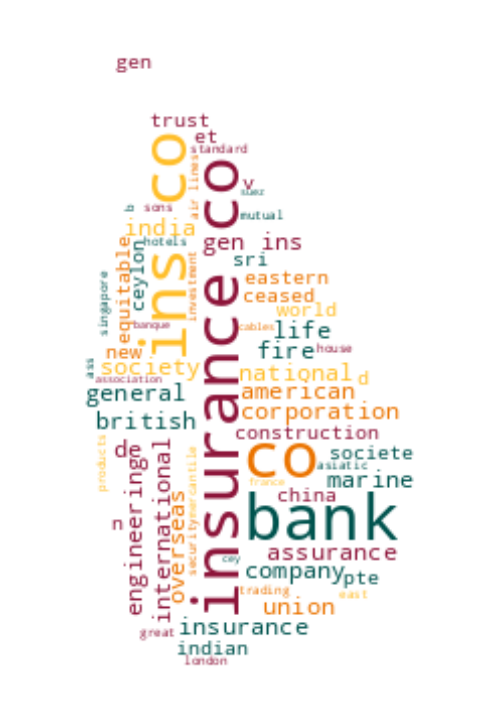 gen
trust
et
standard
ins co
insurance co
air lines
v
suez
b
sons
mutual
india
hotels
gen ins
equitable
ceylon
sri
investment
eastern
singapore
ceased
world
banque
cables
life
new
fire
house
ass
society
association
national
d
general
american
corporation
british
construction
products
de
co
societe
asiatic
security
mercantile
france
marine
engineering
e
international
overseas
china
n
bank
assurance
cey
company
pte
trading
east
union
great
insurance
indian
london